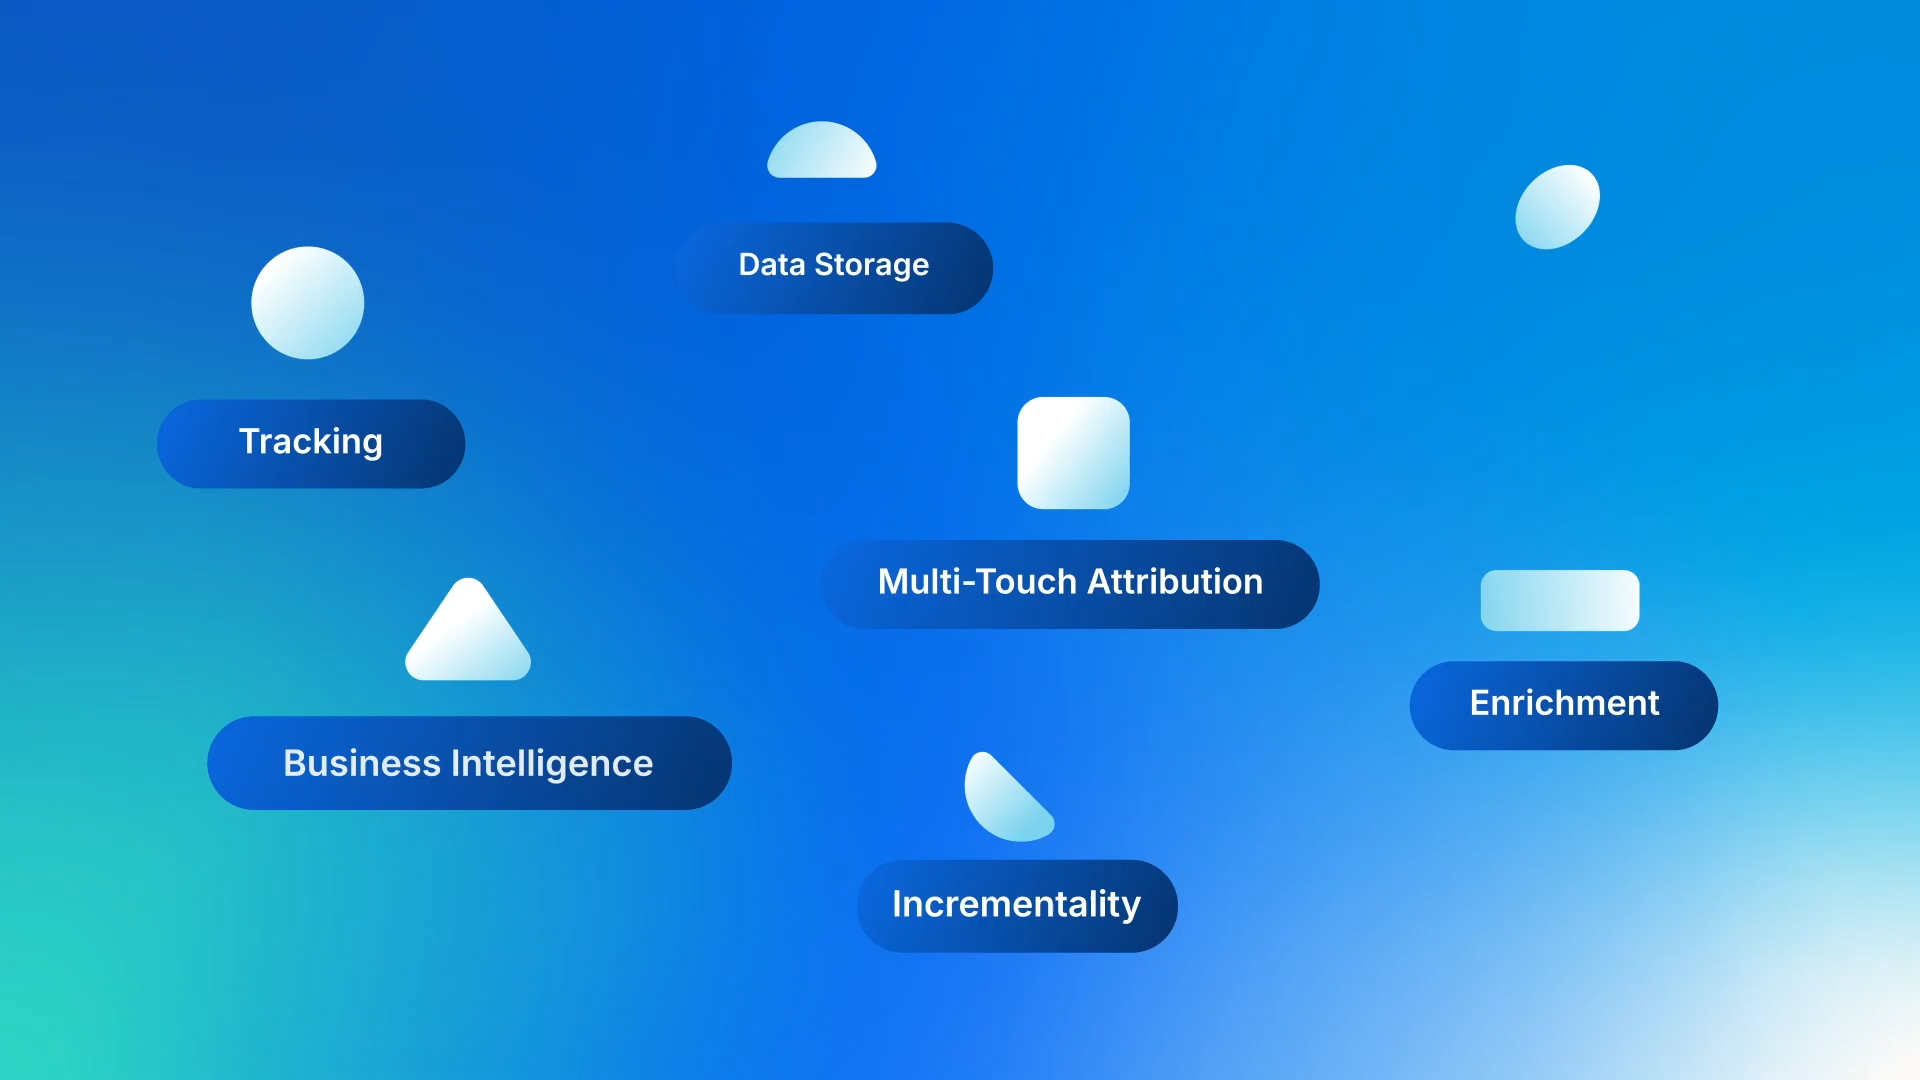 Data Storage
Tracking
Multi-Touch Attribution
Enrichment
Business Intelligence
Incrementality